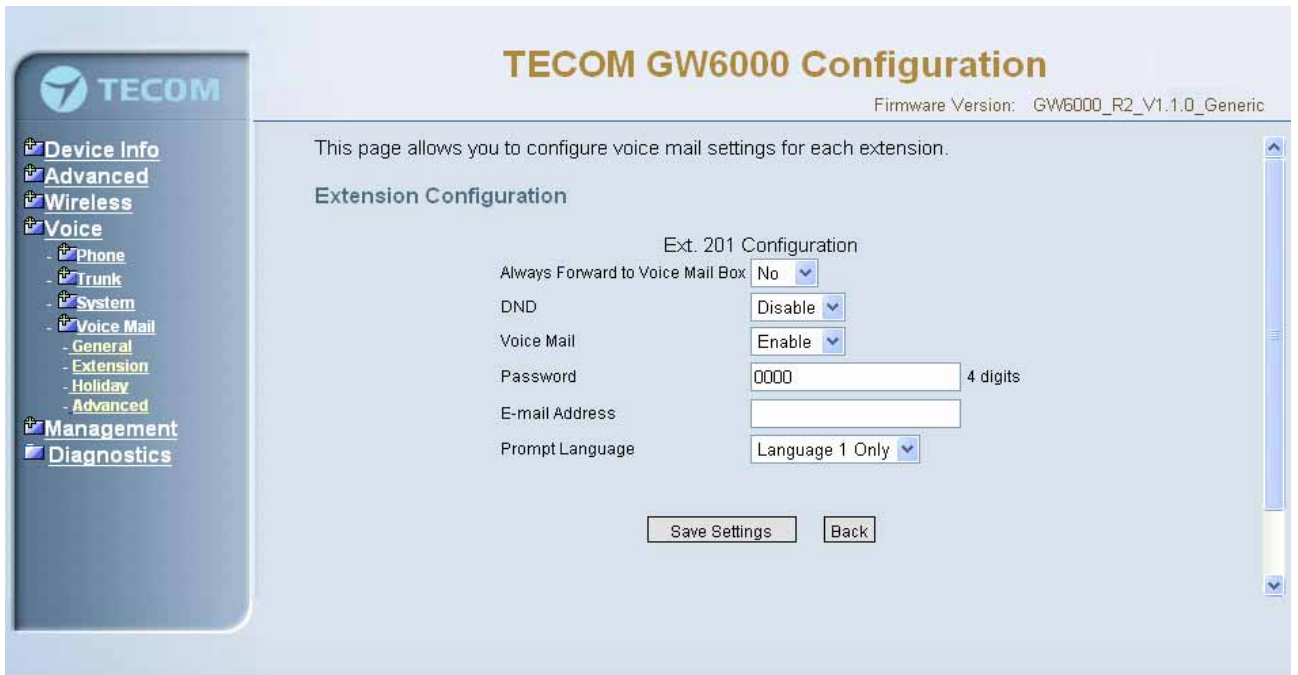 TECOM
TECOM GW6000 Configuration
Firmware Version: GW6000_R2_V1.1.0_Generic
Device Info
Advanced
Wireless
Voice
- Phone
- Trunk
- System
- Voice Mail
- General
- Extension
- Holiday
- Advanced
Management
Diagnostics
This page allows you to configure voice mail settings for each extension.
Extension Configuration
Ext. 201 Configuration
Always Forward to Voice Mail Box No
DND Disable
Voice Mail Enable
Password 0000 4 digits
E-mail Address
Prompt Language Language 1 Only
Save Settings Back